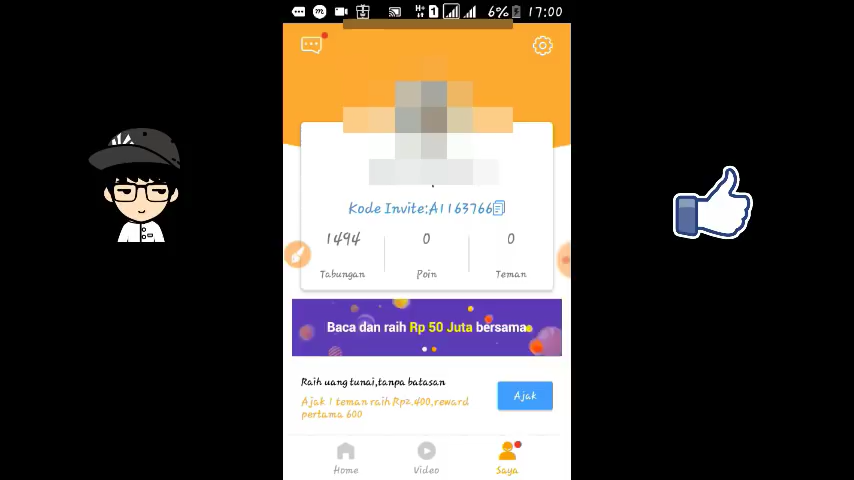 6% 17:00
Kode Invite:A1163766
1494 0 0
Tabungan Poin Teman
Baca dan raih Rp 50 Juta bersama
Raih uang tunai,tanpa batasan
Ajak 1 teman raih Rp2.400,reward
pertama 600
Ajak
Home Video Saya